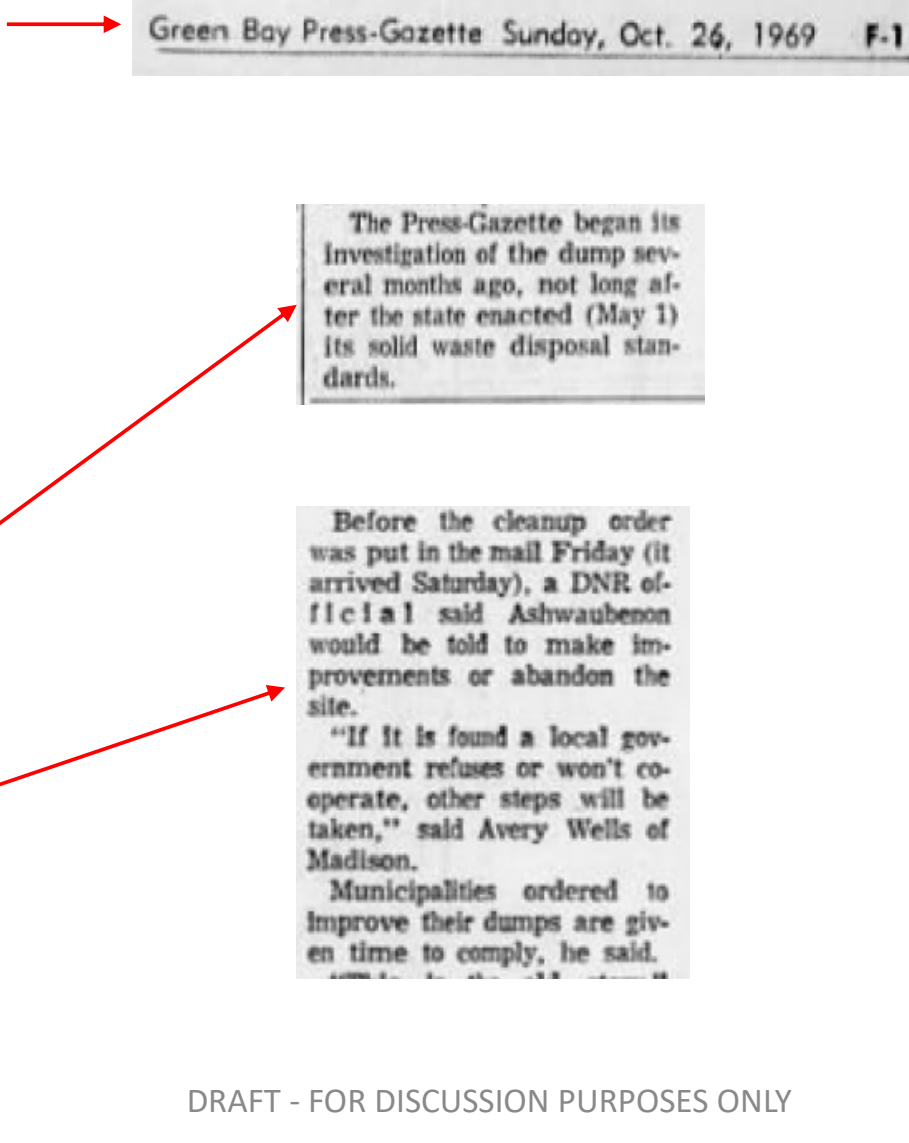 Green Bay Press-Gazette Sunday, Oct. 26, 1969 F-1
The Press-Gazette began its
Investigation of the dump sev-
eral months ago, not long af-
ter the state enacted (May 1)
its solid waste disposal stan-
dards.
Before the cleanup order
was put in the mail Friday (it
arrived Saturday), a DNR of-
ficial said Ashwaubenon
would be told to make im-
provements or abandon the
site.
"If it is found a local gov-
ernment refuses or won't co-
operate, other steps will be
taken," said Avery Wells of
Madison.
Municipalities ordered to
improve their dumps are giv-
en time to comply, he said.
DRAFT - FOR DISCUSSION PURPOSES ONLY